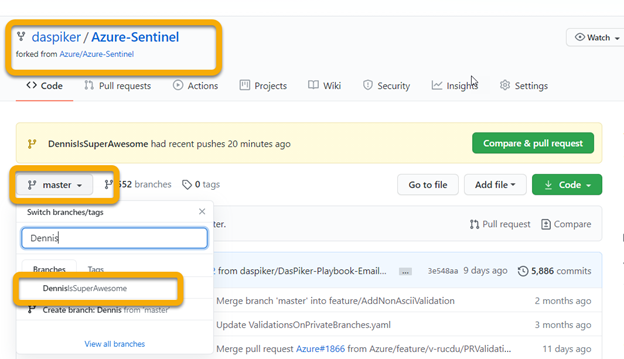 daspiker / Azure-Sentinel
forked from Azure/Azure-Sentinel
Watch
Code Pull requests Actions Projects Wiki Security Insights Settings
DennisIsSuperAwesome had recent pushes 20 minutes ago
Compare & pull request
master 552 branches 0 tags
Go to file Add file Code
Switch branches/tags
Dennis
Pull request Compare
Branches Tags
from daspiker/DasPiker-Playbook-Email... ... 3e548aa 9 days ago 5,886 commits
DennisIsSuperAwesome
Merge branch 'master' into feature/AddNonAsciiValidation 2 months ago
Create branch: Dennis from 'master'
Update ValidationsOnPrivateBranches.yaml 3 months ago
View all branches
Merge pull request Azure#1866 from Azure/feature/v-rucdu/PRValidati... 11 days ago